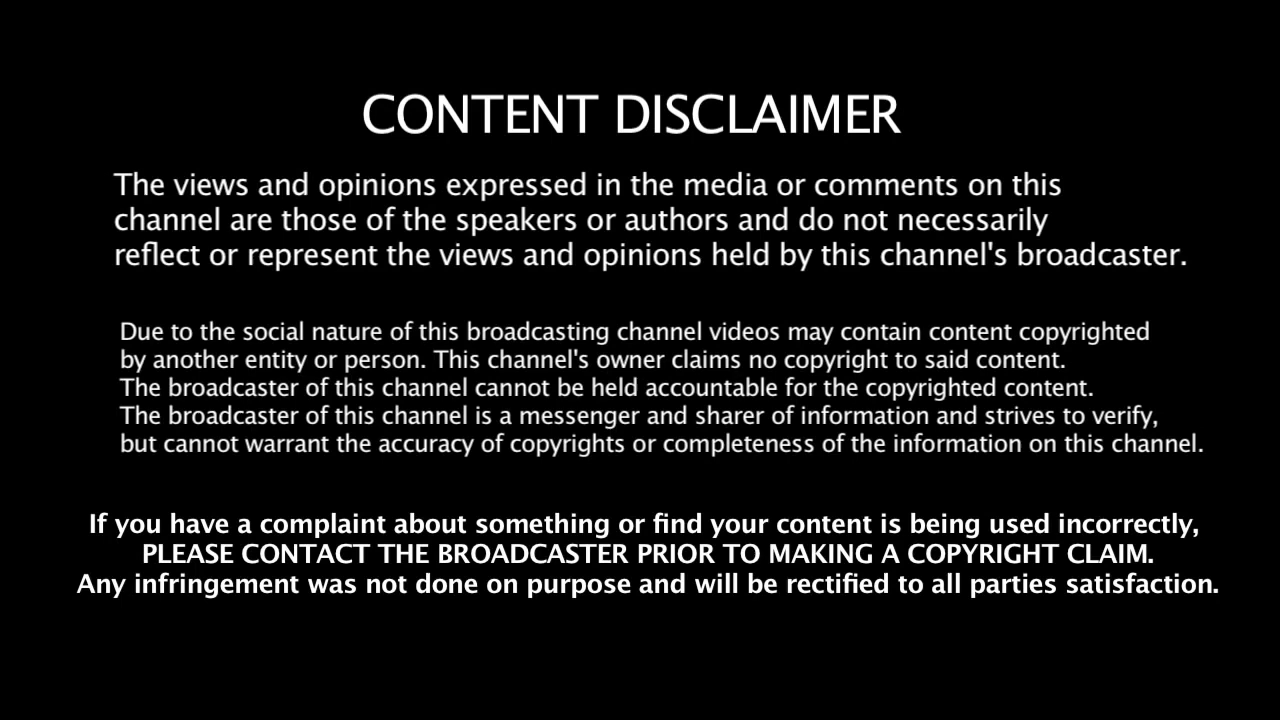 CONTENT DISCLAIMER
The views and opinions expressed in the media or comments on this
channel are those of the speakers or authors and do not necessarily
reflect or represent the views and opinions held by this channel's broadcaster.
Due to the social nature of this broadcasting channel videos may contain content copyrighted
by another entity or person. This channel's owner claims no copyright to said content.
The broadcaster of this channel cannot be held accountable for the copyrighted content.
The broadcaster of this channel is a messenger and sharer of information and strives to verify,
but cannot warrant the accuracy of copyrights or completeness of the information on this channel.
If you have a complaint about something or find your content is being used incorrectly,
PLEASE CONTACT THE BROADCASTER PRIOR TO MAKING A COPYRIGHT CLAIM.
Any infringement was not done on purpose and will be rectified to all parties satisfaction.